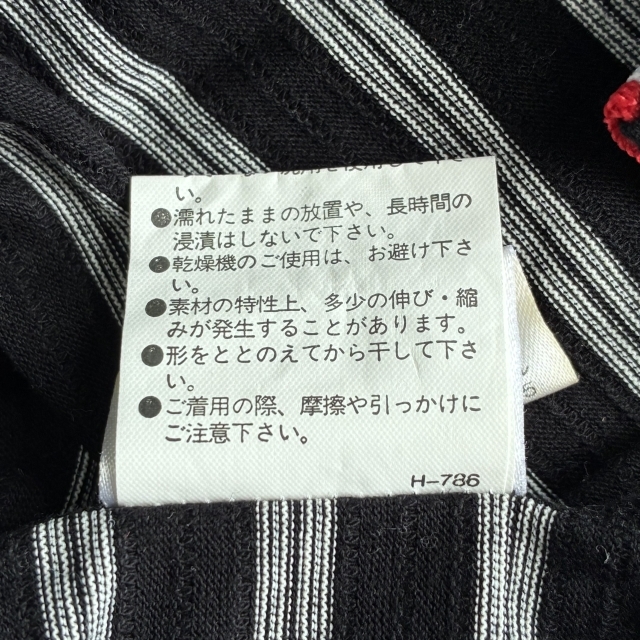 い。
●濡れたままの放置や、長時間の
浸漬はしないで下さい。
●乾燥機のご使用は、お避け下さ
い。
●素材の特性上、多少の伸び・縮
みが発生することがあります。
●形をととのえてから干して下さ
い。
●ご着用の際、摩擦や引っかけに
ご注意下さい。
H-786